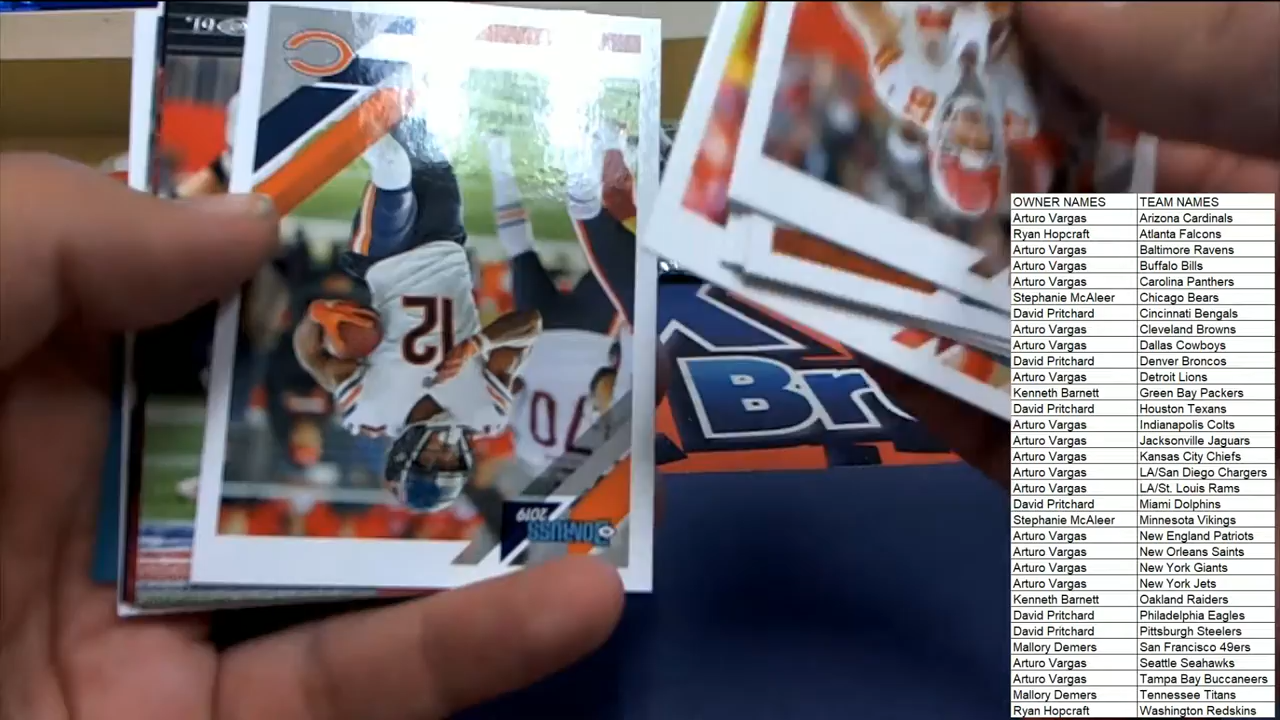 12
70
2019
DONRUSS
Br
OWNER NAMES TEAM NAMES
Arturo Vargas Arizona Cardinals
Ryan Hopcraft Atlanta Falcons
Arturo Vargas Baltimore Ravens
Arturo Vargas Buffalo Bills
Arturo Vargas Carolina Panthers
Stephanie McAleer Chicago Bears
David Pritchard Cincinnati Bengals
Arturo Vargas Cleveland Browns
Arturo Vargas Dallas Cowboys
David Pritchard Denver Broncos
Arturo Vargas Detroit Lions
Kenneth Barnett Green Bay Packers
David Pritchard Houston Texans
Arturo Vargas Indianapolis Colts
Arturo Vargas Jacksonville Jaguars
Arturo Vargas Kansas City Chiefs
Arturo Vargas LA/San Diego Chargers
Arturo Vargas LA/St. Louis Rams
David Pritchard Miami Dolphins
Stephanie McAleer Minnesota Vikings
Arturo Vargas New England Patriots
Arturo Vargas New Orleans Saints
Arturo Vargas New York Giants
Arturo Vargas New York Jets
Kenneth Barnett Oakland Raiders
David Pritchard Philadelphia Eagles
David Pritchard Pittsburgh Steelers
Mallory Demers San Francisco 49ers
Arturo Vargas Seattle Seahawks
Arturo Vargas Tampa Bay Buccaneers
Mallory Demers Tennessee Titans
Ryan Hopcraft Washington Redskins